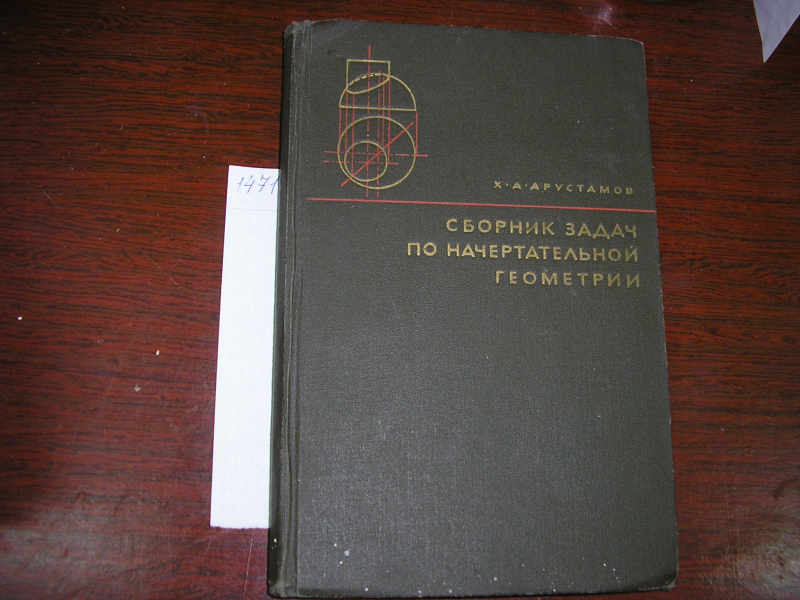 1471
Х·А·АРУСТАМОВ
СБОРНИК ЗАДАЧ
ПО НАЧЕРТАТЕЛЬНОЙ
ГЕОМЕТРИИ